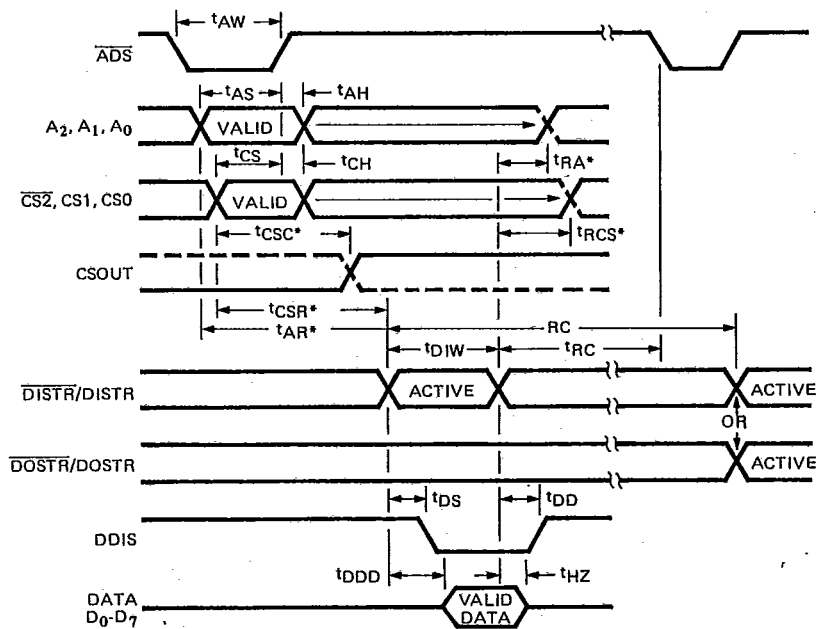 tAW
ADS
tAS tAH
A2, A1, A0 VALID
tCS tCH tRA*
CS2, CS1, CS0 VALID
tCSC* tRCS*
CSOUT
tCSR*
tAR* RC
tDIW tRC
DISTR/DISTR ACTIVE ACTIVE
OR
DOSTR/DOSTR ACTIVE
tDS tDD
DDIS
tDDD tHZ
DATA VALID
D0-D7 DATA